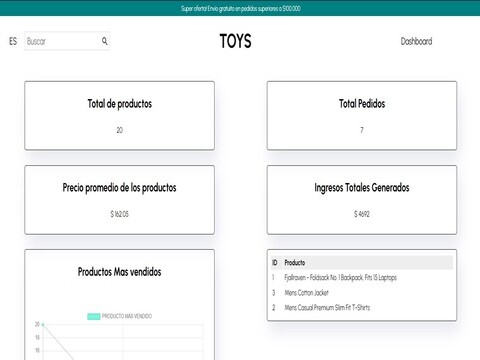 Super oferta! Envio gratuito en pedidos superiores a $100.000
ES
Buscar
TOYS
Dashboard
Total de productos
20
Total Pedidos
7
Precio promedio de los productos
$ 162.05
Ingresos Totales Generados
$ 4692
Productos Mas vendidos
PRODUCTO MAS VENDIDO
20
19
18
ID Producto
1 Fjallraven - Foldsack No. 1 Backpack, Fits 15 Laptops
3 Mens Cotton Jacket
2 Mens Casual Premium Slim Fit T-Shirts